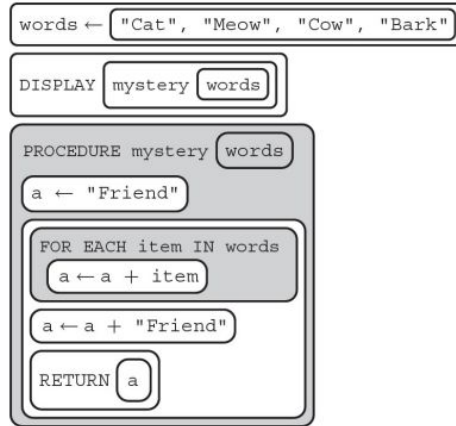 words ← "Cat", "Meow", "Cow", "Bark"
DISPLAY mystery words
PROCEDURE mystery words
a ← "Friend"
FOR EACH item IN words
a ← a + item
a ← a + "Friend"
RETURN a